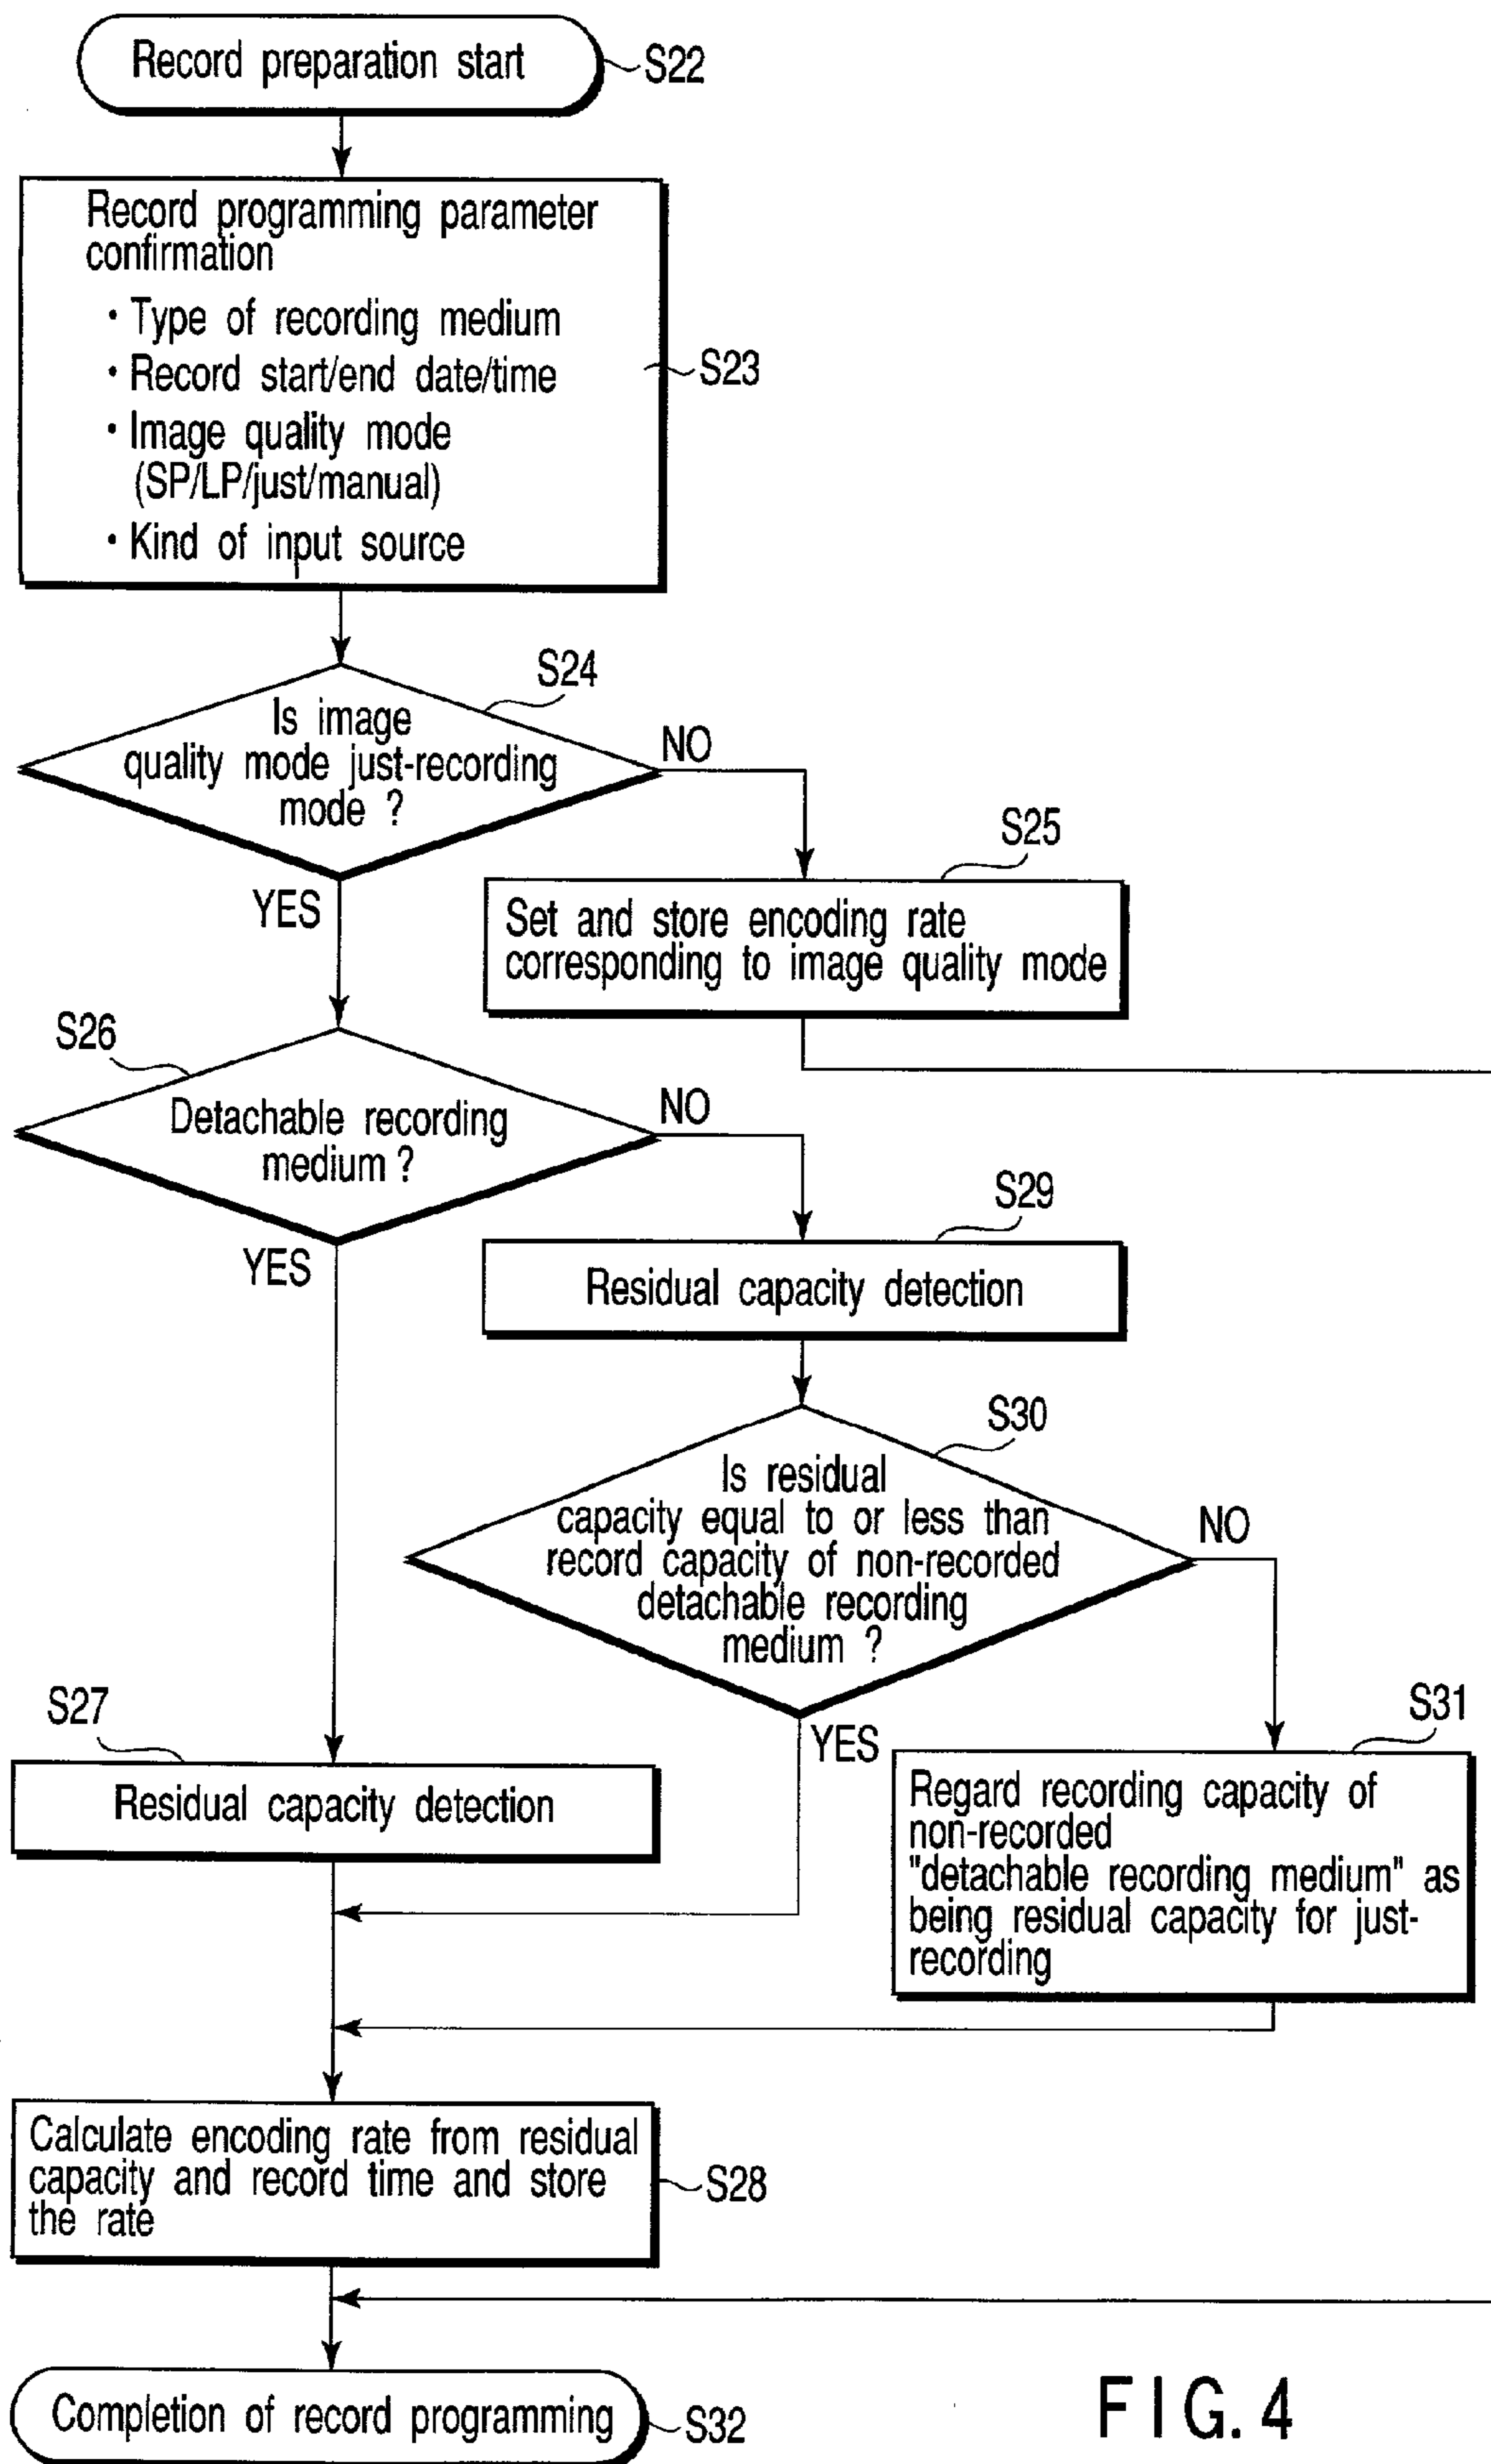 Record preparation start
S22
Record programming parameter
confirmation
• Type of recording medium
• Record start/end date/time
• Image quality mode
(SP/LP/just/manual)
• Kind of input source
S23
S24
Is image
quality mode just-recording
mode ?
NO
YES
S25
Set and store encoding rate
corresponding to image quality mode
S26
Detachable recording
medium ?
NO
YES
S29
Residual capacity detection
S30
Is residual
capacity equal to or less than
record capacity of non-recorded
detachable recording
medium ?
NO
YES
S27
Residual capacity detection
S31
Regard recording capacity of
non-recorded
"detachable recording medium" as
being residual capacity for just-
recording
Calculate encoding rate from residual
capacity and record time and store
the rate
S28
Completion of record programming
S32
FIG. 4